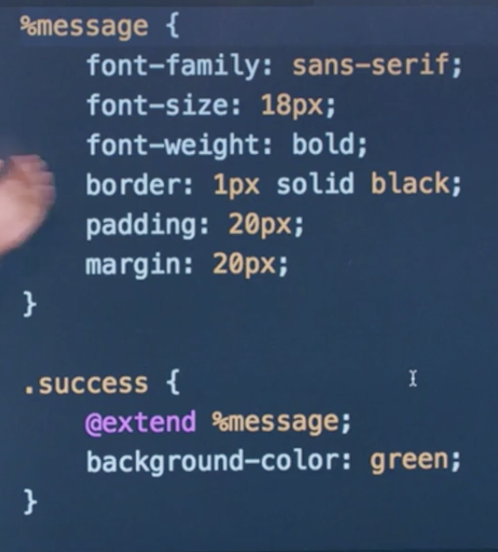 %message {
    font-family: sans-serif;
    font-size: 18px;
    font-weight: bold;
    border: 1px solid black;
    padding: 20px;
    margin: 20px;
}
.success {
    @extend %message;
    background-color: green;
}